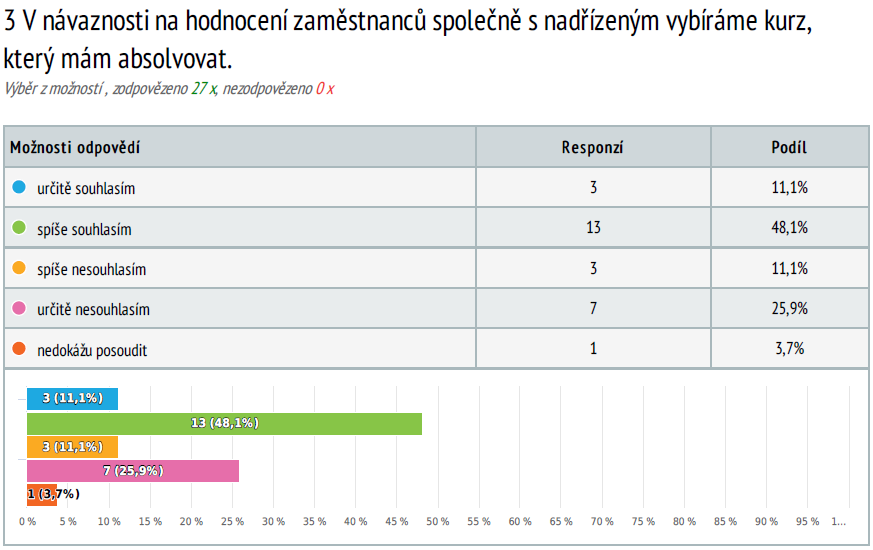 3 V návaznosti na hodnocení zaměstnanců společně s nadřízeným vybíráme kurz,
který mám absolvovat.
Výběr z možností , zodpovězeno 27 x, nezodpovězeno 0 x
Možnosti odpovědí Responzí Podíl
určitě souhlasím 3 11,1%
spíše souhlasím 13 48,1%
spíše nesouhlasím 3 11,1%
určitě nesouhlasím 7 25,9%
nedokážu posoudit 1 3,7%
3 (11,1%)
13 (48,1%)
3 (11,1%)
7 (25,9%)
1 (3,7%)
0 % 5 % 10 % 15 % 20 % 25 % 30 % 35 % 40 % 45 % 50 % 55 % 60 % 65 % 70 % 75 % 80 % 85 % 90 % 95 % 1...